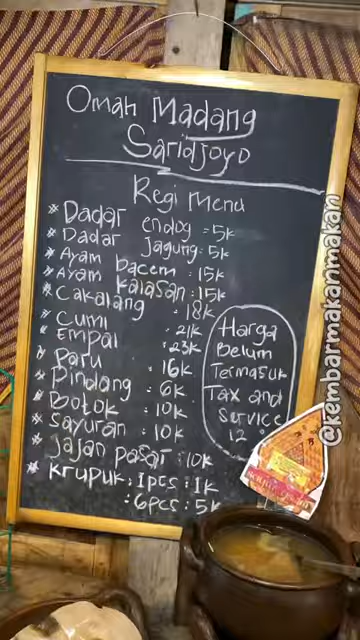 Omah Madang
Saridjoyo
Regi Menu
* Dadar endog = 5k
* Dadar jagung = 5k
* Ayam bacem : 15k
* Ayam kalasan : 15k
* Cakalang : 18k
* Cumi : 21k
* Empal : 23k
* Paru : 16k
* Pindang : 6k
* Botok : 10k
* Sayuran : 10k
* Jajan pasar : 10k
* Krupuk : 1pcs : 1k
: 6pcs : 5k
Harga
Belum
Termasuk
Tax and
Service
12
@kembarmakanmakan